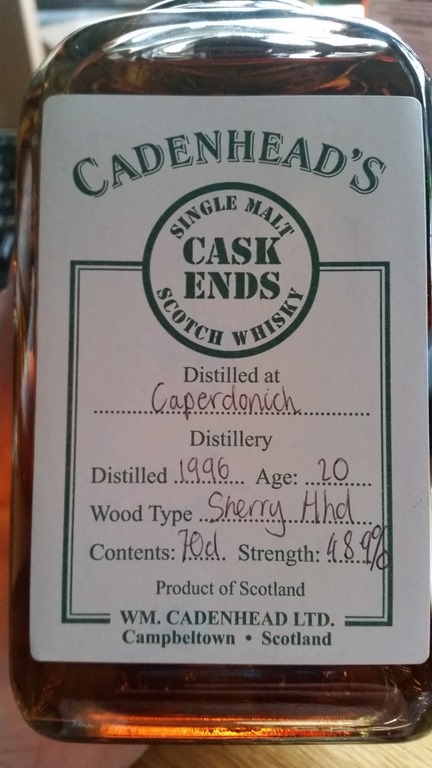 CADENHEAD'S
SINGLE MALT
CASK
ENDS
SCOTCH WHISKY
Distilled at
Caperdonich
Distillery
Distilled 1996 Age: 20
Wood Type Sherry Hhd
Contents: 70cl Strength: 48.9%
Product of Scotland
WM. CADENHEAD LTD.
Campbeltown • Scotland